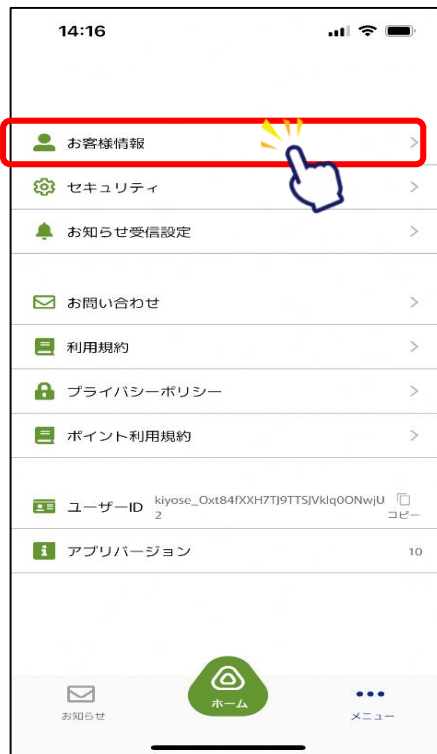 14:16
お客様情報
セキュリティ
お知らせ受信設定
お問い合わせ
利用規約
プライバシーポリシー
ポイント利用規約
ユーザーID kiyose_Oxt84fXXH7TJ9TTSJVklq0ONwjU
2 コピー
アプリバージョン 10
お知らせ ホーム メニュー